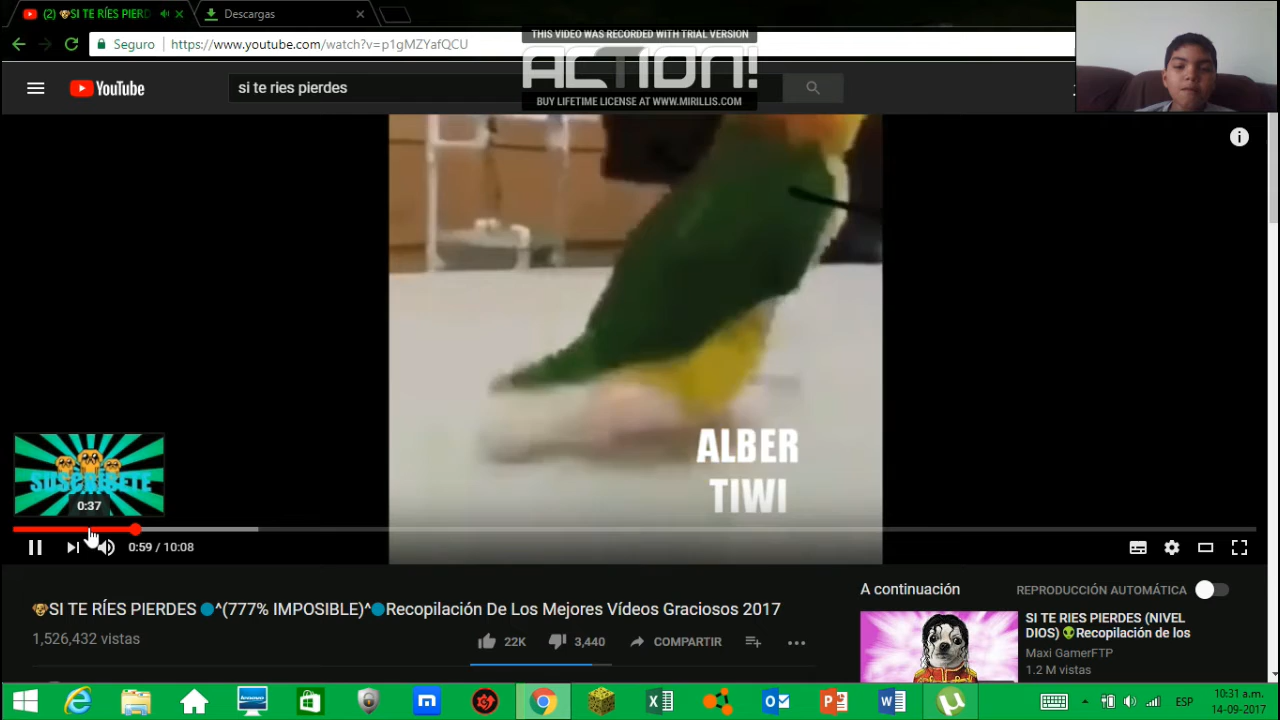 (2) 🐶SI TE RÍES PIERD
Descargas
Seguro
https://www.youtube.com/watch?v=p1gMZYafQCU
THIS VIDEO WAS RECORDED WITH TRIAL VERSION
ACTION!
BUY LIFETIME LICENSE AT WWW.MIRILLIS.COM
YouTube
si te ries pierdes
ALBER
TIWI
SUSCRÍBETE
0:37
0:59 / 10:08
🐶SI TE RÍES PIERDES 🔵^(777% IMPOSIBLE)^🔵Recopilación De Los Mejores Vídeos Graciosos 2017
1,526,432 vistas
22K
3,440
COMPARTIR
A continuación
REPRODUCCIÓN AUTOMÁTICA
SI TE RIES PIERDES (NIVEL
DIOS)👽Recopilación de los
Maxi GamerFTP
1.2 M vistas
ESP
10:31 a.m.
14-09-2017